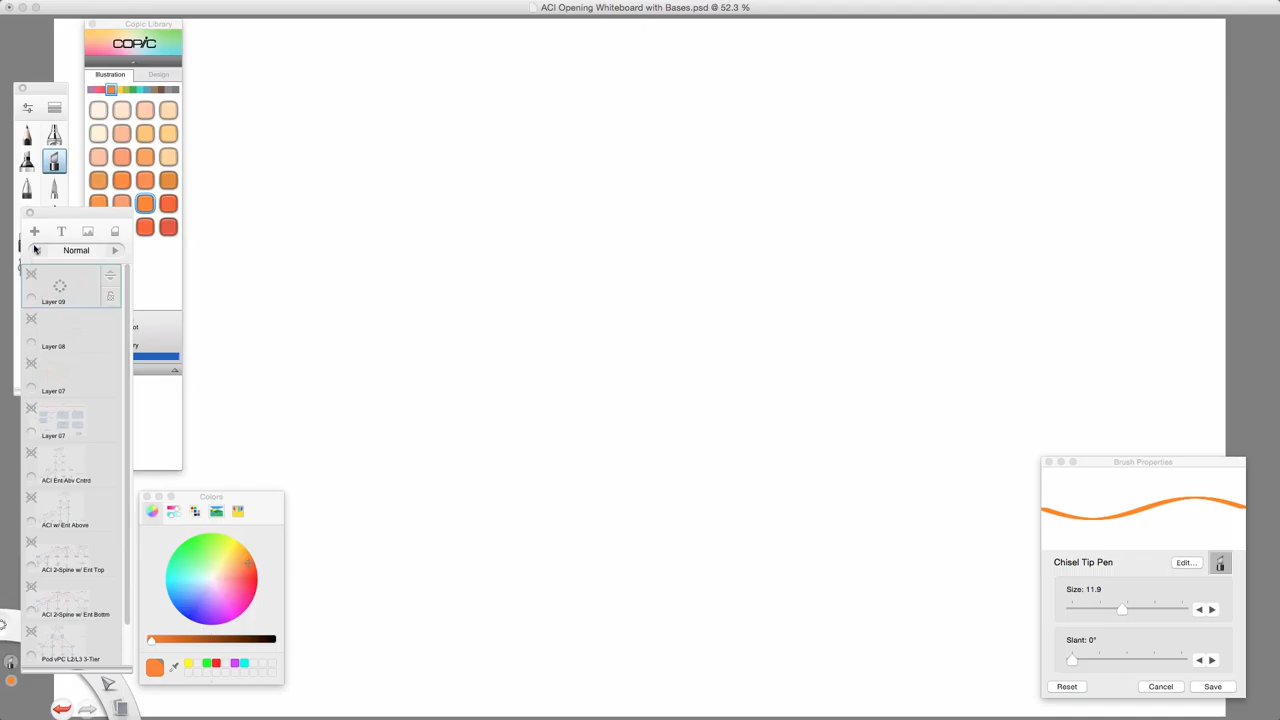 ACI Opening Whiteboard with Bases.psd @ 52.3 %
Copic Library
COPIC
Illustration
Design
T
Normal
Layer 09
Layer 08
Layer 07
Layer 07
ACI Ent Abv Cntrd
ACI w/ Ent Above
ACI 2-Spine w/ Ent Top
ACI 2-Spine w/ Ent Bottm
Pod vPC L2/L3 3-Tier
Colors
Brush Properties
Chisel Tip Pen
Edit...
Size: 11.9
Slant: 0°
Reset
Cancel
Save